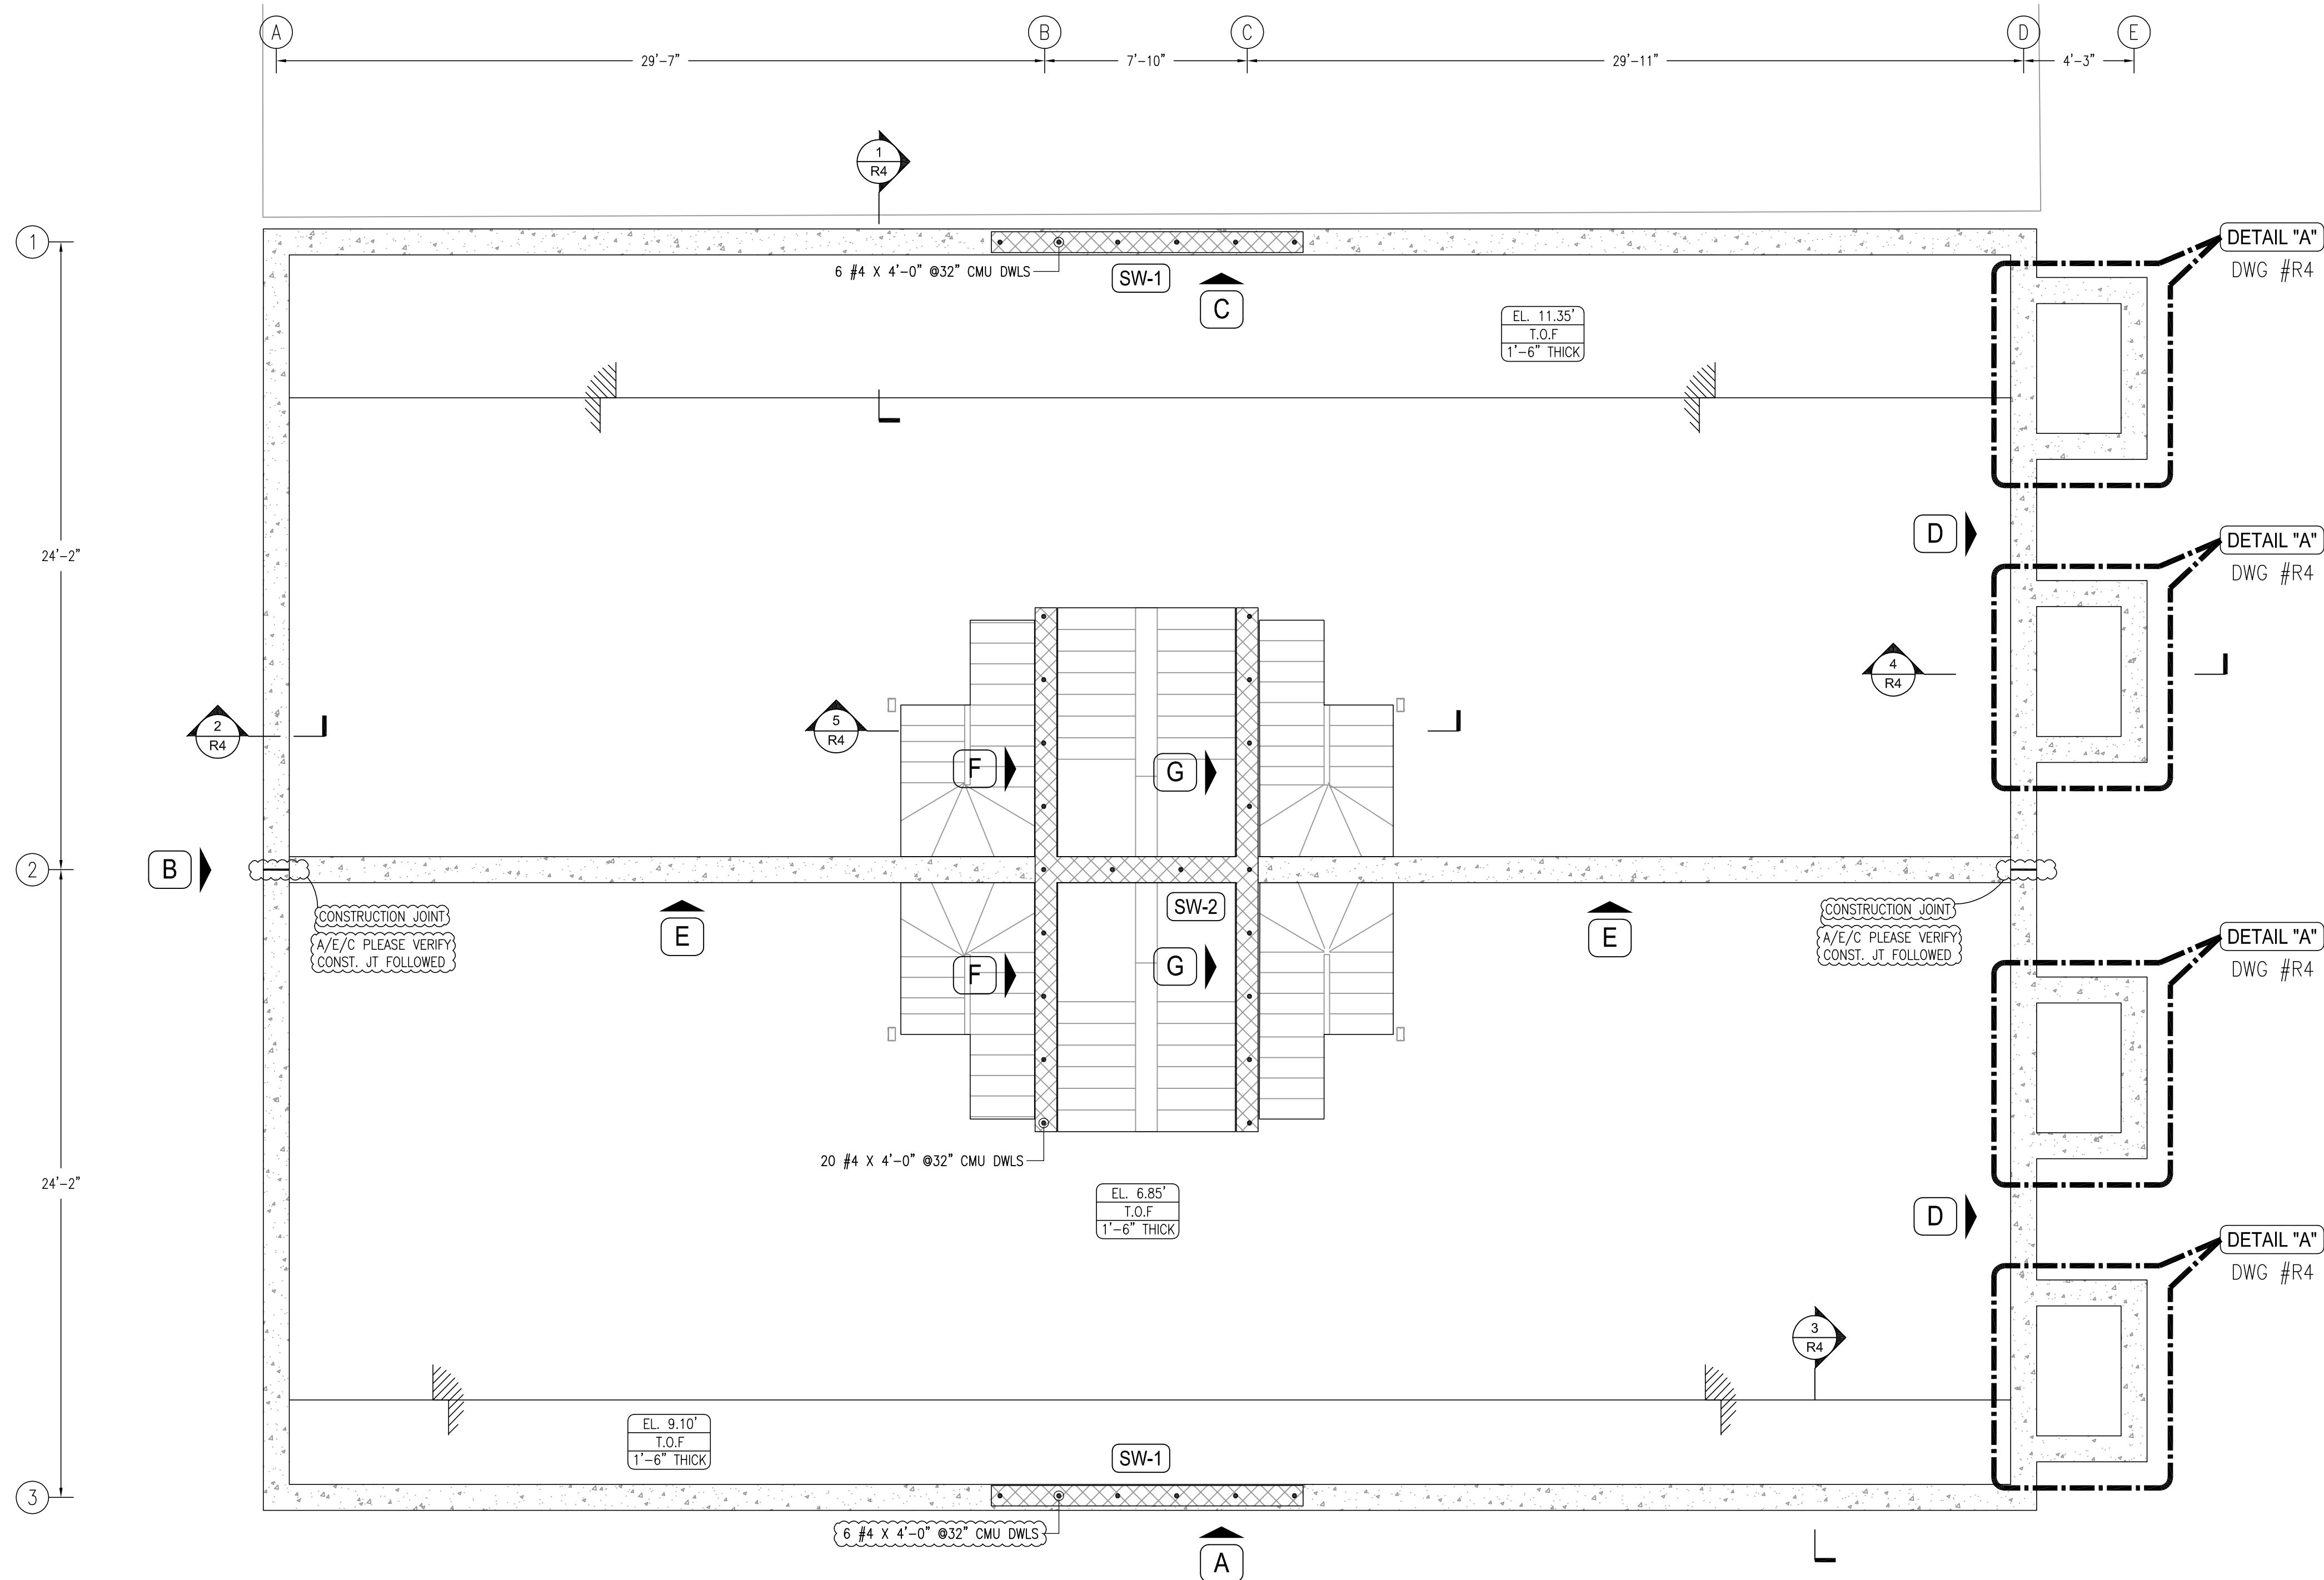 A
B
C
D
E
29'-7"
7'-10"
29'-11"
4'-3"
1
R4
1
DETAIL "A"
DWG #R4
6 #4 X 4'-0" @32" CMU DWLS
SW-1
C
EL. 11.35'
T.O.F
1'-6" THICK
24'-2"
D
DETAIL "A"
DWG #R4
2
R4
5
R4
4
R4
F
G
2
B
CONSTRUCTION JOINT
A/E/C PLEASE VERIFY
CONST. JT FOLLOWED
E
SW-2
E
CONSTRUCTION JOINT
A/E/C PLEASE VERIFY
CONST. JT FOLLOWED
DETAIL "A"
DWG #R4
F
G
20 #4 X 4'-0" @32" CMU DWLS
24'-2"
EL. 6.85'
T.O.F
1'-6" THICK
D
DETAIL "A"
DWG #R4
3
R4
EL. 9.10'
T.O.F
1'-6" THICK
SW-1
3
6 #4 X 4'-0" @32" CMU DWLS
A